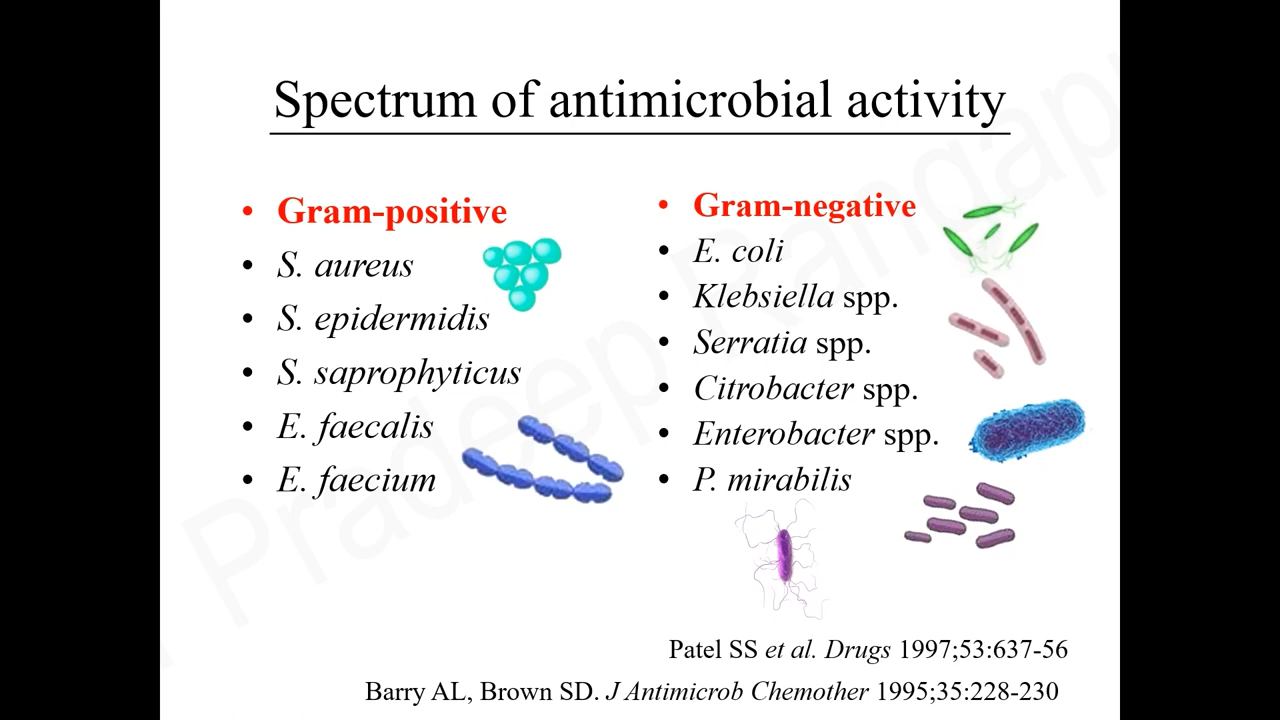 Spectrum of antimicrobial activity
• Gram-positive
• S. aureus
• S. epidermidis
• S. saprophyticus
• E. faecalis
• E. faecium
• Gram-negative
• E. coli
• Klebsiella spp.
• Serratia spp.
• Citrobacter spp.
• Enterobacter spp.
• P. mirabilis
Patel SS et al. Drugs 1997;53:637-56
Barry AL, Brown SD. J Antimicrob Chemother 1995;35:228-230
Pradeep Rangap